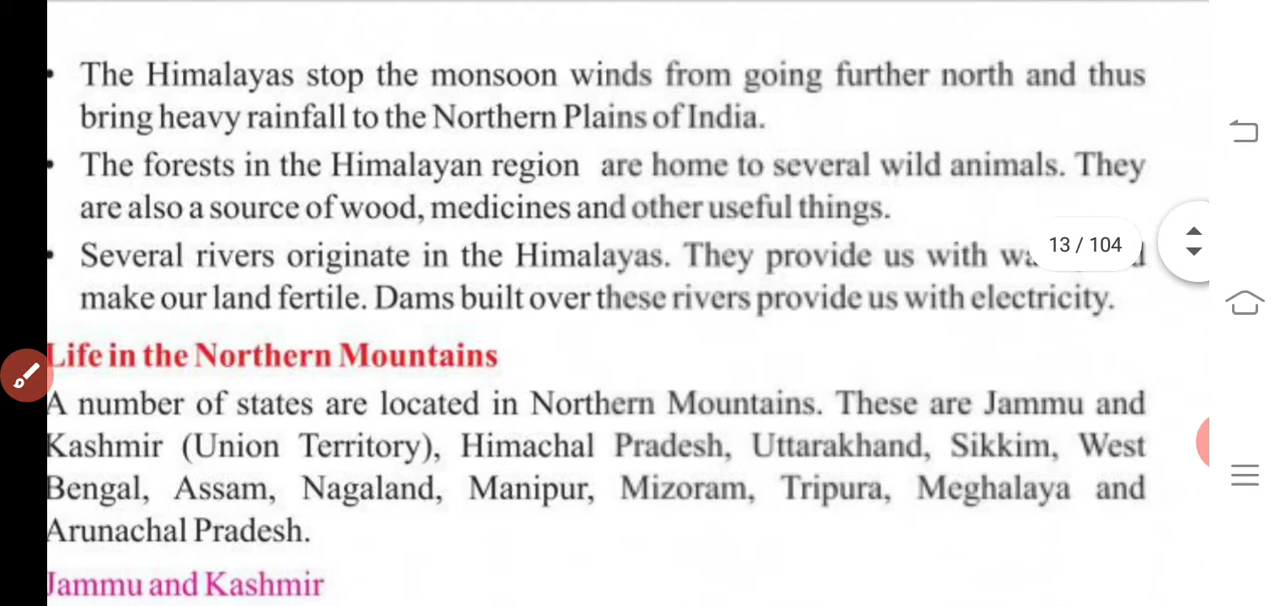 • The Himalayas stop the monsoon winds from going further north and thus
bring heavy rainfall to the Northern Plains of India.
• The forests in the Himalayan region are home to several wild animals. They
are also a source of wood, medicines and other useful things.
• Several rivers originate in the Himalayas. They provide us with
13 / 104
make our land fertile. Dams built over these rivers provide us with electricity.
Life in the Northern Mountains
A number of states are located in Northern Mountains. These are Jammu and
Kashmir (Union Territory), Himachal Pradesh, Uttarakhand, Sikkim, West
Bengal, Assam, Nagaland, Manipur, Mizoram, Tripura, Meghalaya and
Arunachal Pradesh.
Jammu and Kashmir